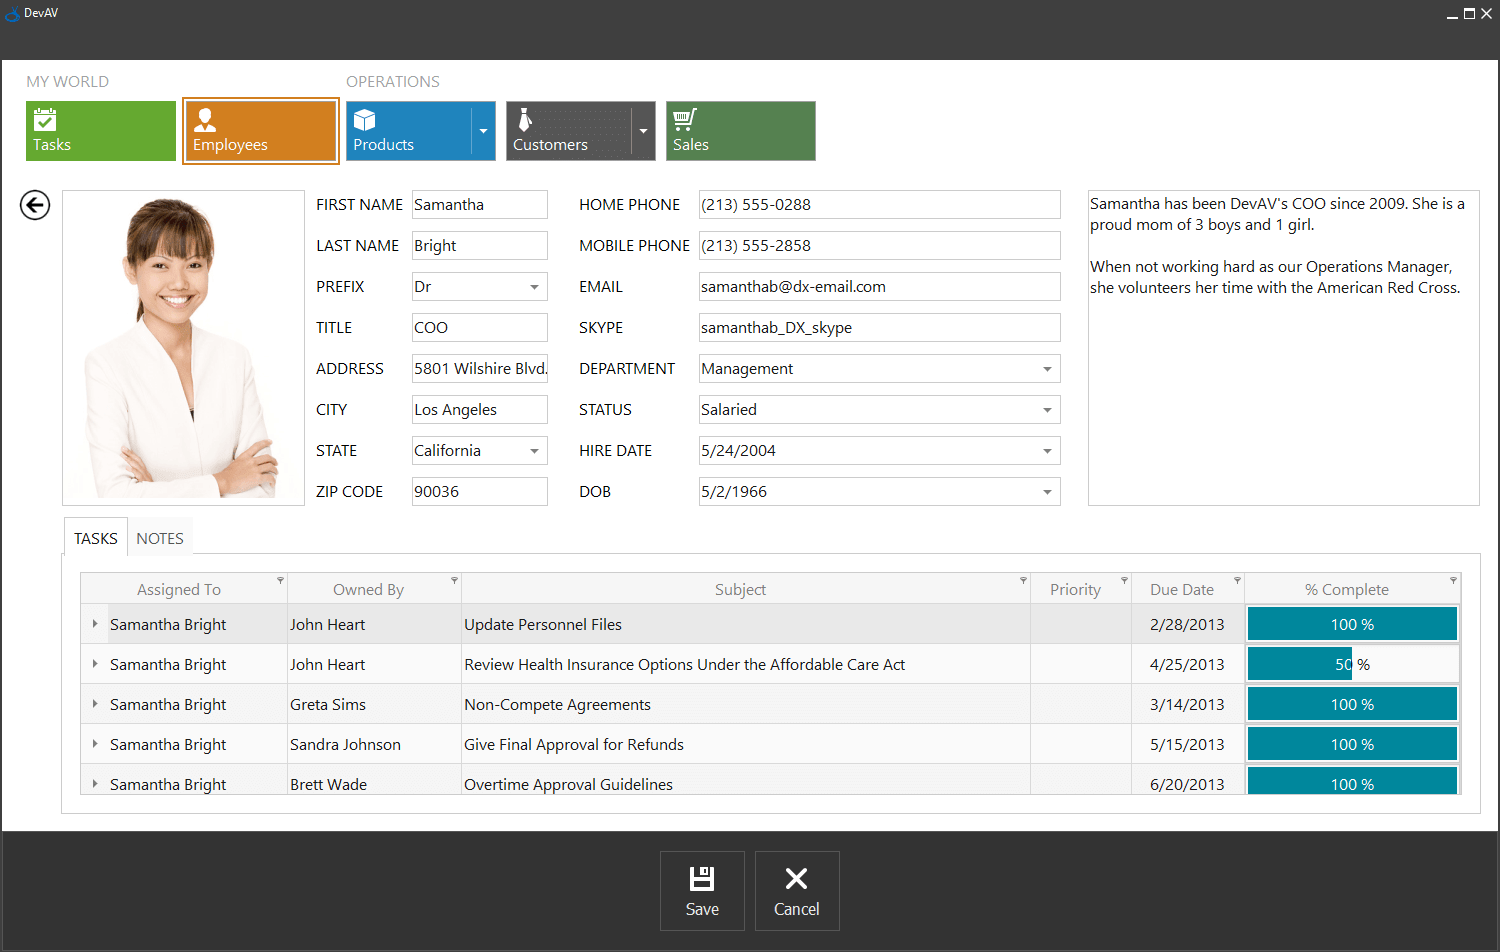 DevAV
MY WORLD
OPERATIONS
Tasks
Employees
Products
Customers
Sales
FIRST NAME Samantha
LAST NAME Bright
PREFIX Dr
TITLE COO
ADDRESS 5801 Wilshire Blvd.
CITY Los Angeles
STATE California
ZIP CODE 90036
HOME PHONE (213) 555-0288
MOBILE PHONE (213) 555-2858
EMAIL samanthab@dx-email.com
SKYPE samanthab_DX_skype
DEPARTMENT Management
STATUS Salaried
HIRE DATE 5/24/2004
DOB 5/2/1966
Samantha has been DevAV's COO since 2009. She is a
proud mom of 3 boys and 1 girl.
When not working hard as our Operations Manager,
she volunteers her time with the American Red Cross.
TASKS NOTES
Assigned To Owned By Subject Priority Due Date % Complete
Samantha Bright John Heart Update Personnel Files 2/28/2013 100 %
Samantha Bright John Heart Review Health Insurance Options Under the Affordable Care Act 4/25/2013 50 %
Samantha Bright Greta Sims Non-Compete Agreements 3/14/2013 100 %
Samantha Bright Sandra Johnson Give Final Approval for Refunds 5/15/2013 100 %
Samantha Bright Brett Wade Overtime Approval Guidelines 6/20/2013 100 %
Save
Cancel